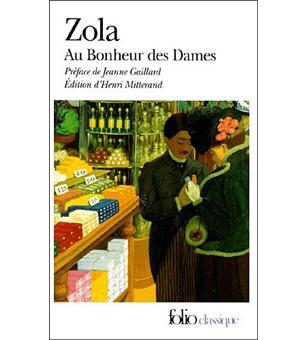 Zola
Au Bonheur des Dames
Préface de Jeanne Gaillard
Édition d'Henri Mitterand
folio classique